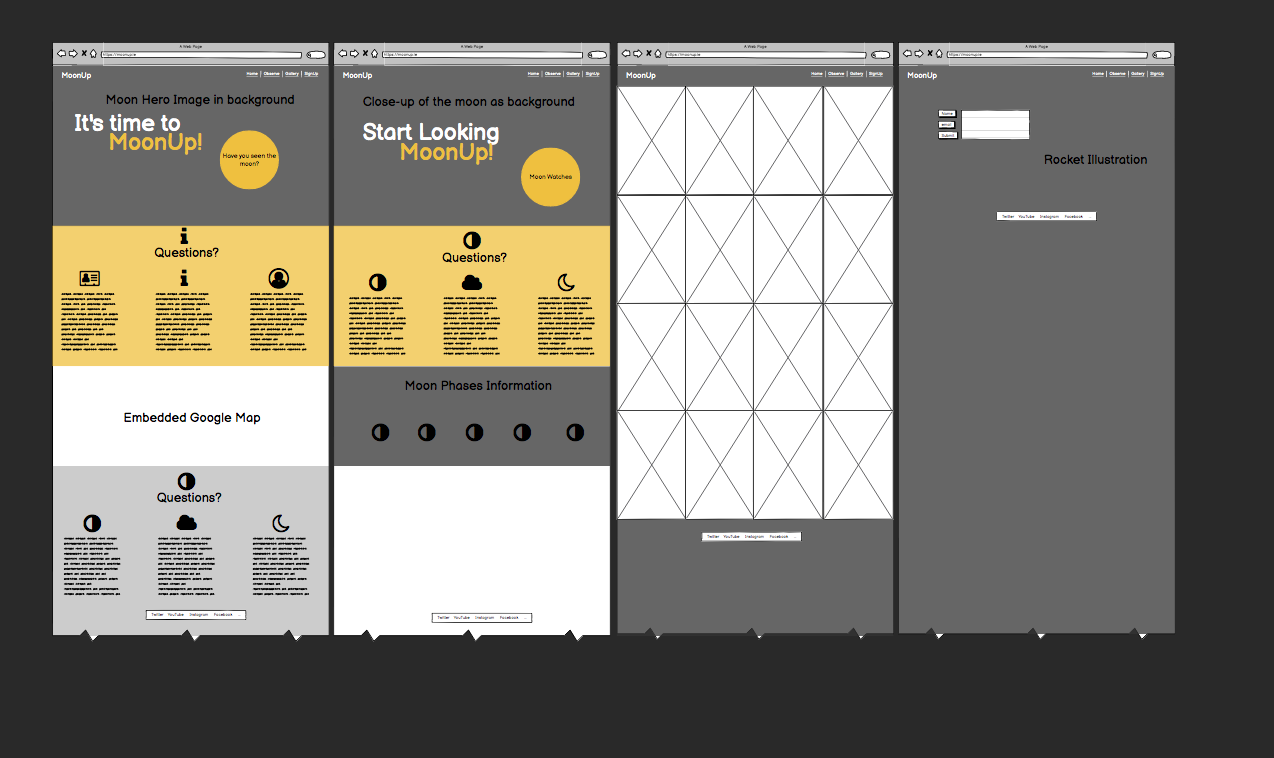 A Web Page
https://moonup.ie
MoonUp
Home | Observe | Gallery | SignUp
Moon Hero Image in background
It's time to
MoonUp!
Have you seen the
moon?
Questions?
Embedded Google Map
Questions?
Twitter YouTube Instagram Facebook
A Web Page
https://moonup.ie
MoonUp
Home | Observe | Gallery | SignUp
Close-up of the moon as background
Start Looking
MoonUp!
Moon Watches
Questions?
Moon Phases Information
Twitter YouTube Instagram Facebook
A Web Page
https://moonup.ie
MoonUp
Home | Observe | Gallery | SignUp
Twitter YouTube Instagram Facebook
A Web Page
https://moonup.ie
MoonUp
Home | Observe | Gallery | SignUp
Name
email
Submit
Rocket Illustration
Twitter YouTube Instagram Facebook